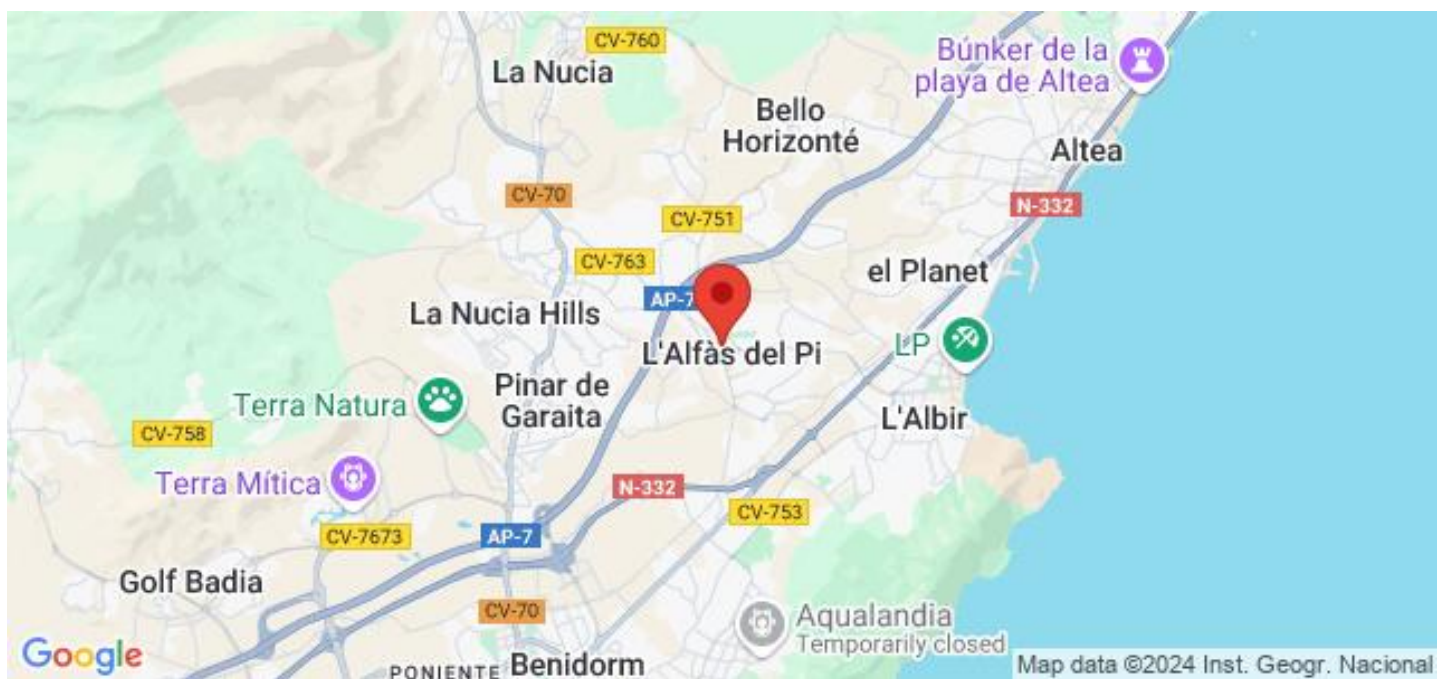 CV-760
La Nucia
Búnker de la
playa de Altea
Bello
Horizonté
Altea
CV-70
N-332
CV-751
CV-763
el Planet
AP-7
La Nucia Hills
LP
L'Alfàs del Pi
Pinar de
Garaita
Terra Natura
L'Albir
CV-758
Terra Mítica
N-332
CV-753
CV-7673
AP-7
Golf Badia
CV-70
Aqualandia
Temporarily closed
Google
PONIENTE
Benidorm
Map data ©2024 Inst. Geogr. Nacional